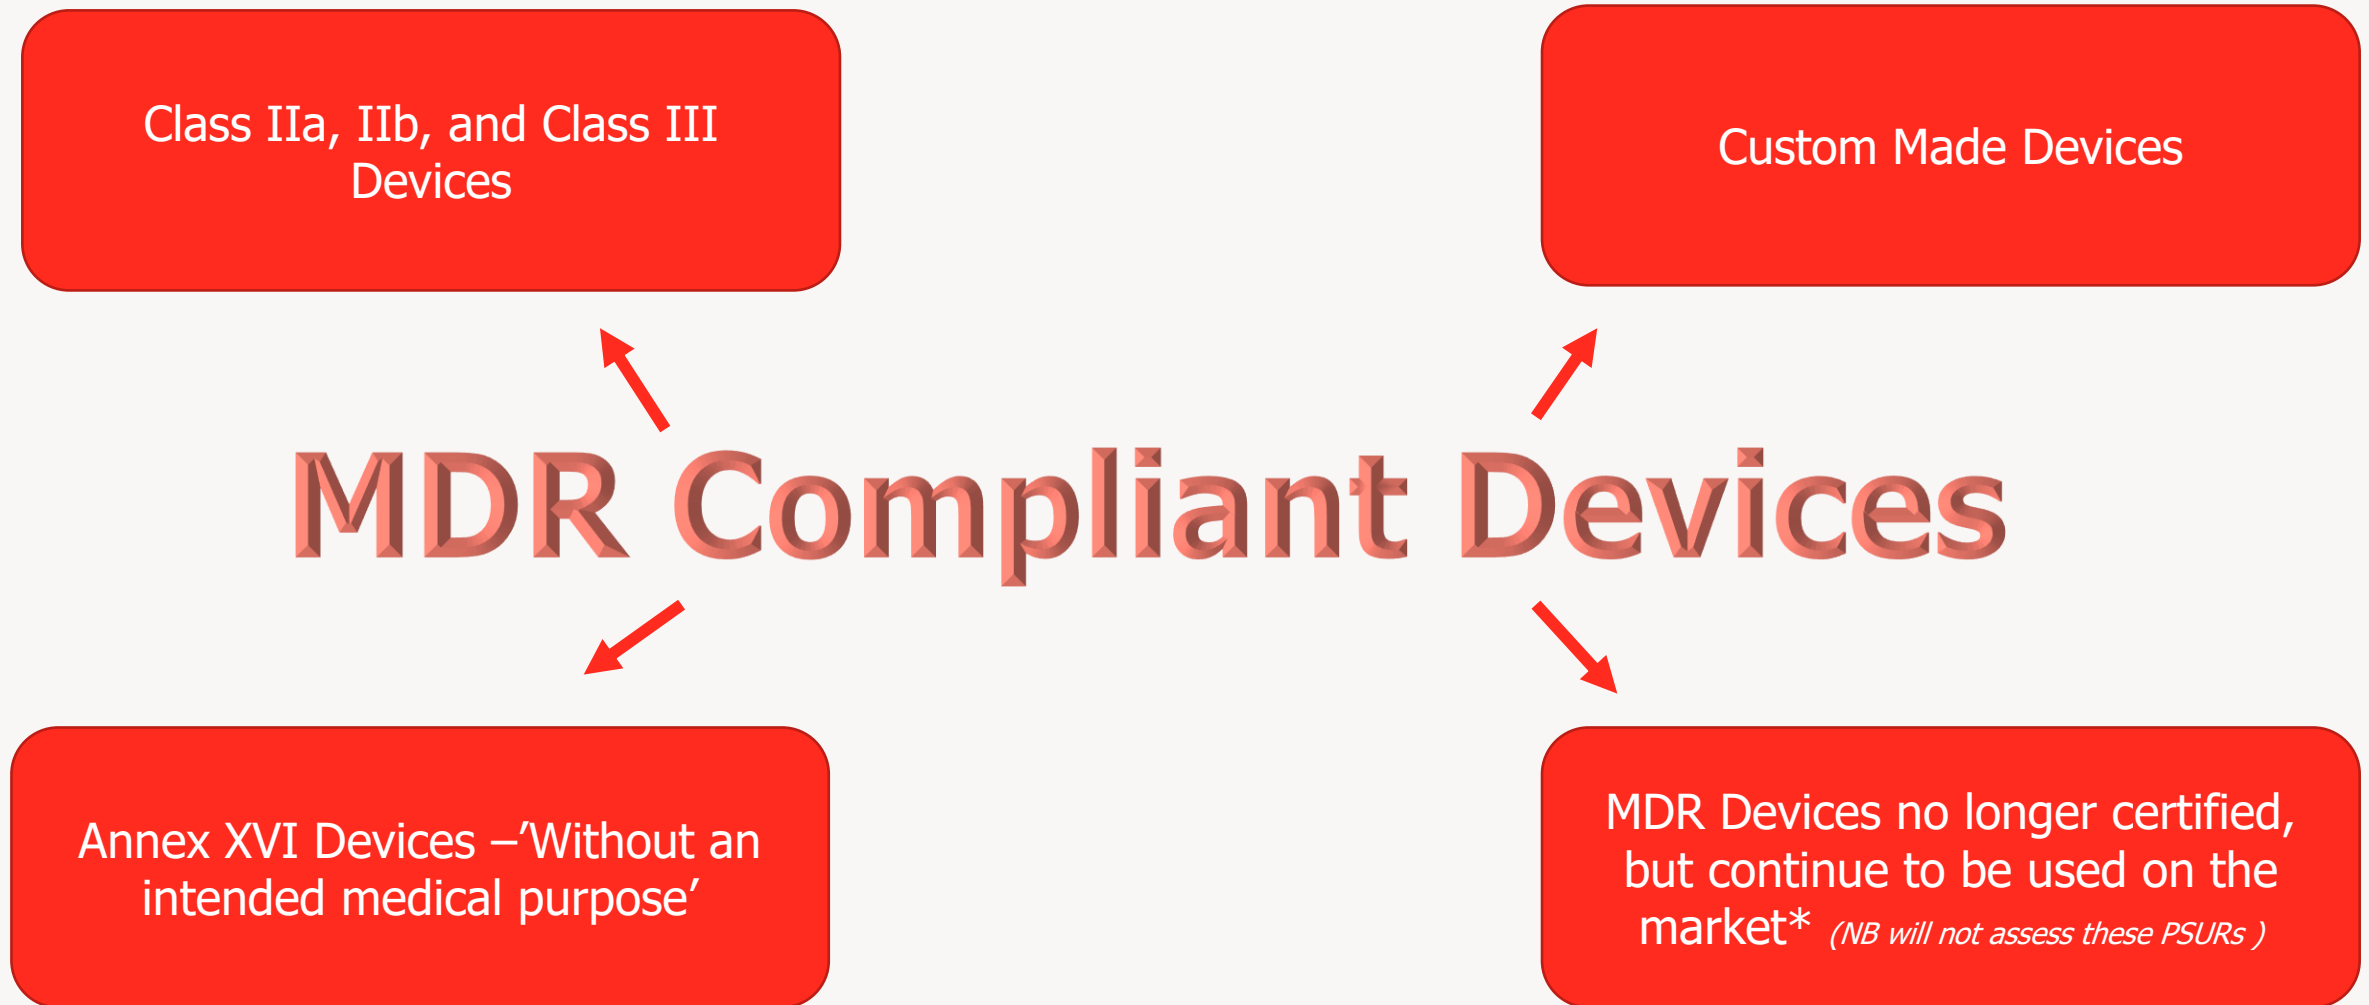 Class IIa, IIb, and Class III
Devices
Custom Made Devices
MDR Compliant Devices
Annex XVI Devices –’Without an
intended medical purpose’
MDR Devices no longer certified,
but continue to be used on the
market* (NB will not assess these PSURs )